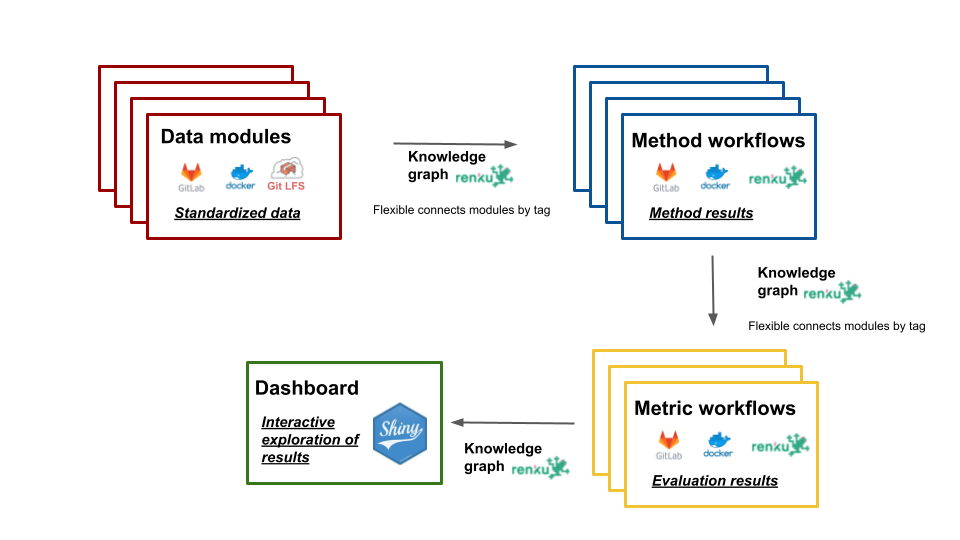 Data modules
GitLab
docker
Git LFS
Standardized data
Knowledge
graph renku
Flexible connects modules by tag
Method workflows
GitLab
docker
renku
Method results
Knowledge
graph renku
Flexible connects modules by tag
Metric workflows
GitLab
docker
renku
Evaluation results
Knowledge
graph renku
Dashboard
Interactive
exploration of
results
Shiny